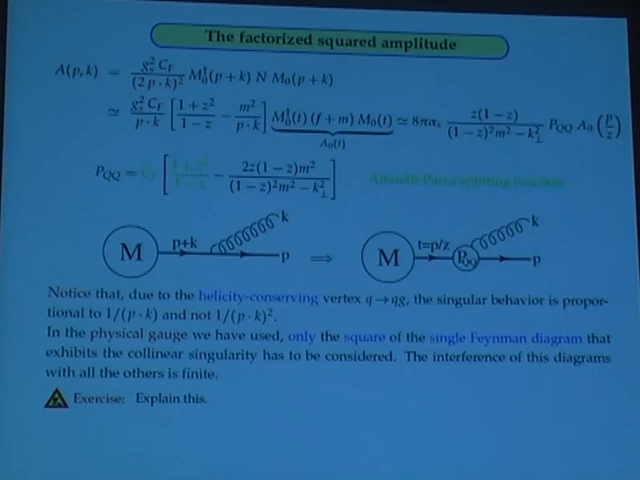 The factorized squared amplitude
A(p,k) = g_s^2 C_F / (2 p·k)^2 M_0^†(p+k) N M_0(p+k)
≃ g_s^2 C_F / p·k [ 1+z^2 / 1−z − m^2 / p·k ] M_0^†(t) (t̸+m) M_0(t) ≃ 8πα_s z(1−z) / (1−z)^2 m^2 − k_⊥^2 P_QQ A_0 (p/z)
A_0(t)
P_QQ = C_F [ 1+z^2 / 1−z − 2z(1−z)m^2 / (1−z)^2 m^2 − k_⊥^2 ] Altarelli-Parisi splitting function
M p+k k p ⟹ M t=p/z P_QQ k p
Notice that, due to the helicity-conserving vertex q → qg, the singular behavior is propor-
tional to 1/(p·k) and not 1/(p·k)^2.
In the physical gauge we have used, only the square of the single Feynman diagram that
exhibits the collinear singularity has to be considered. The interference of this diagrams
with all the others is finite.
Exercise: Explain this.